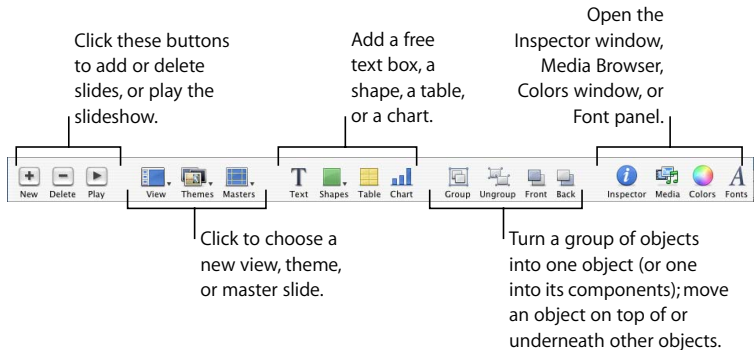 Click these buttons
to add or delete
slides, or play the
slideshow.
Add a free
text box, a
shape, a table,
or a chart.
Open the
Inspector window,
Media Browser,
Colors window, or
Font panel.
New Delete Play View Themes Masters Text Shapes Table Chart Group Ungroup Front Back Inspector Media Colors Fonts
Click to choose a
new view, theme,
or master slide.
Turn a group of objects
into one object (or one
into its components); move
an object on top of or
underneath other objects.